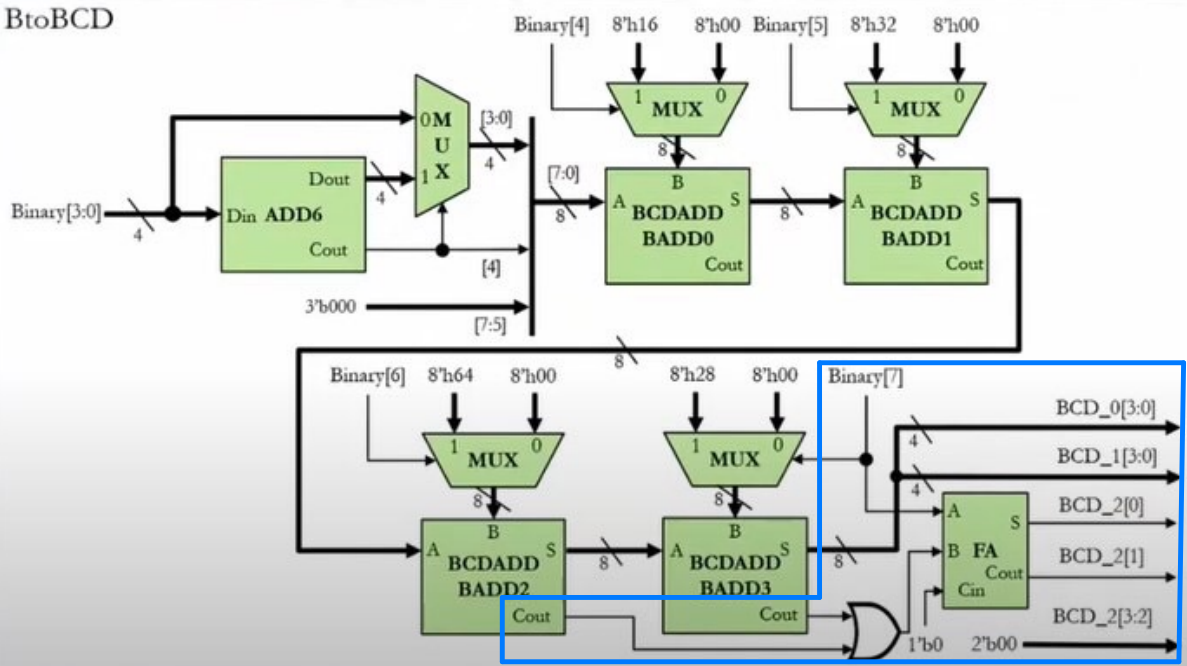 BtoBCD
Binary[4] 8'h16 8'h00 Binary[5] 8'h32 8'h00
1 0 1 0
MUX MUX
8 8
0 M U X 1
[3:0]
4
Dout
4
Binary[3:0]
4
Din ADD6
Cout
[4]
3'b000
[7:5]
[7:0]
8
B
A S
BCDADD
BADD0
Cout
8
B
A S
BCDADD
BADD1
Cout
8
Binary[6] 8'h64 8'h00 8'h28 8'h00 Binary[7]
1 0 1 0
MUX MUX
8 8
B
A S
BCDADD
BADD2
Cout
8
B
A S
BCDADD
BADD3
Cout
8
4
BCD_0[3:0]
4
BCD_1[3:0]
A
S
B FA
Cout
Cin
BCD_2[0]
BCD_2[1]
BCD_2[3:2]
1'b0 2'b00